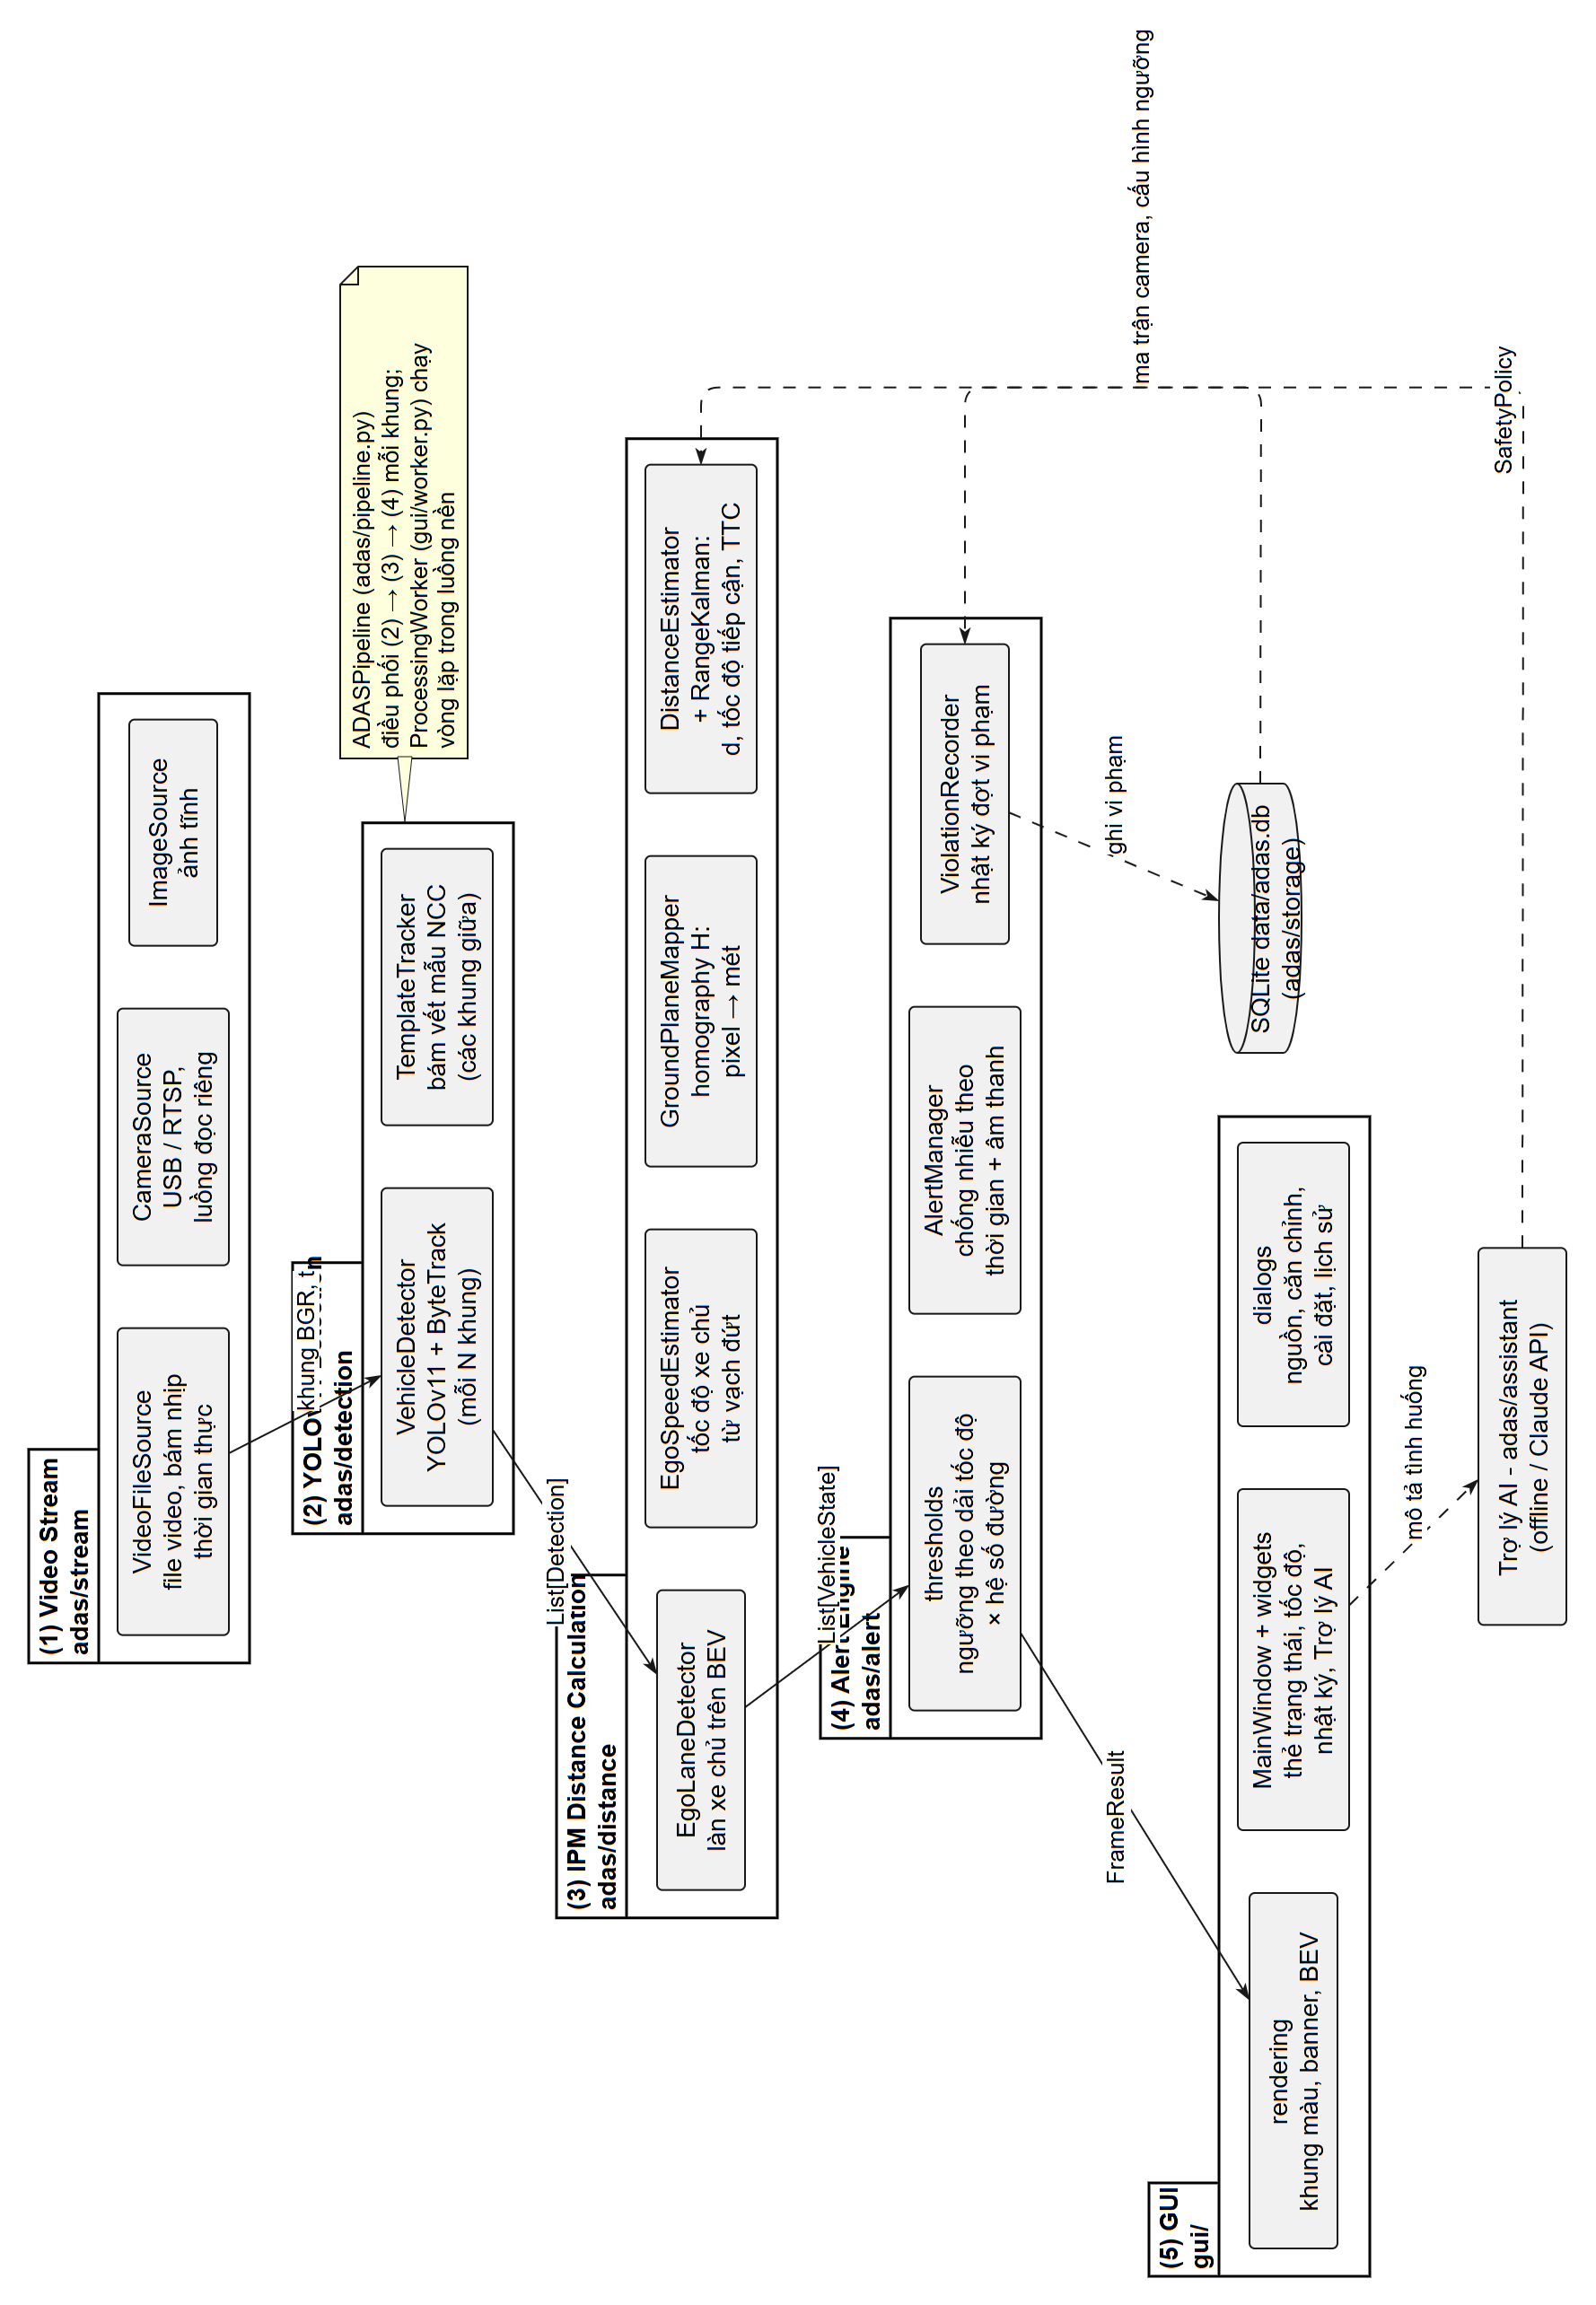 (1) Video Stream
adas/stream
VideoFileSource
file video, bám nhịp
thời gian thực
CameraSource
USB / RTSP,
luồng đọc riêng
ImageSource
ảnh tĩnh
khung BGR,
(2) YOLO
adas/detection
VehicleDetector
YOLOv11 + ByteTrack
(mỗi N khung)
TemplateTracker
bám vết mẫu NCC
(các khung giữa)
ADASPipeline (adas/pipeline.py)
điều phối (2) → (3) → (4) mỗi khung;
ProcessingWorker (gui/worker.py) chạy
vòng lặp trong luồng nền
List[Detection]
(3) IPM Distance Calculation
adas/distance
EgoLaneDetector
làn xe chủ trên BEV
EgoSpeedEstimator
tốc độ xe chủ
từ vạch đứt
GroundPlaneMapper
homography H:
pixel → mét
DistanceEstimator
+ RangeKalman:
d, tốc độ tiếp cận, TTC
List[VehicleState]
(4) Alert Engine
adas/alert
thresholds
ngưỡng theo dải tốc độ
× hệ số đường
AlertManager
chống nhiễu theo
thời gian + âm thanh
ViolationRecorder
nhật ký đợt vi phạm
FrameResult
ghi vi phạm
ma trận camera, cấu hình ngưỡng
(5) GUI
gui/
rendering
khung màu, banner, BEV
MainWindow + widgets
thẻ trạng thái, tốc độ,
nhật ký, Trợ lý AI
dialogs
nguồn, căn chỉnh,
cài đặt, lịch sử
SQLite data/adas.db
(adas/storage)
mô tả tình huống
SafetyPolicy
Trợ lý AI - adas/assistant
(offline / Claude API)